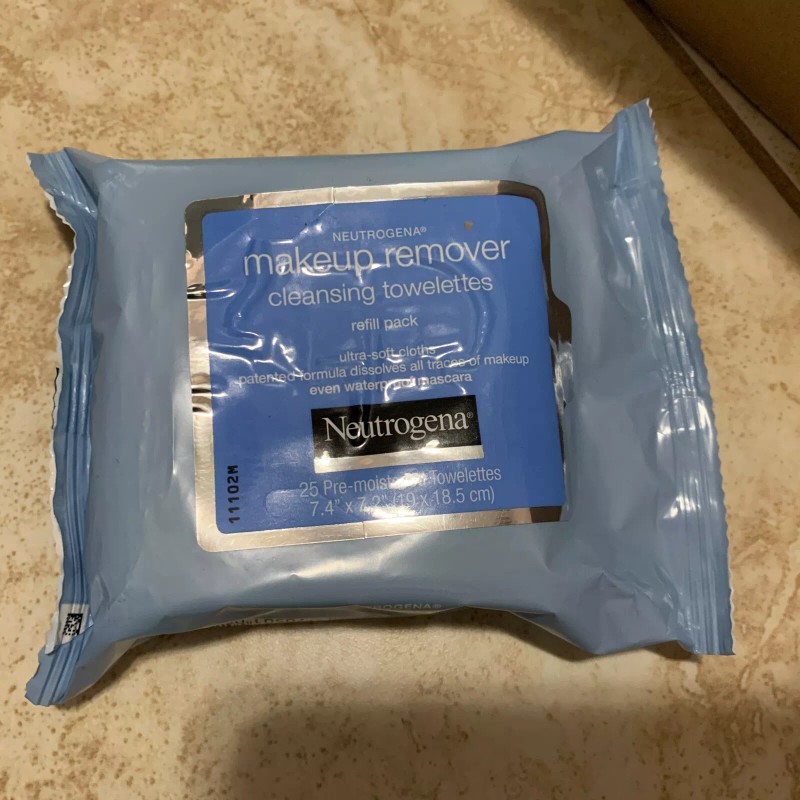 NEUTROGENA®
makeup remover
cleansing towelettes
refill pack
ultra-soft cloths
patented formula dissolves all traces of makeup
even waterproof mascara
Neutrogena®
25 Pre-moistened Towelettes
7.4" x 7.2" (19 x 18.5 cm)
11102M